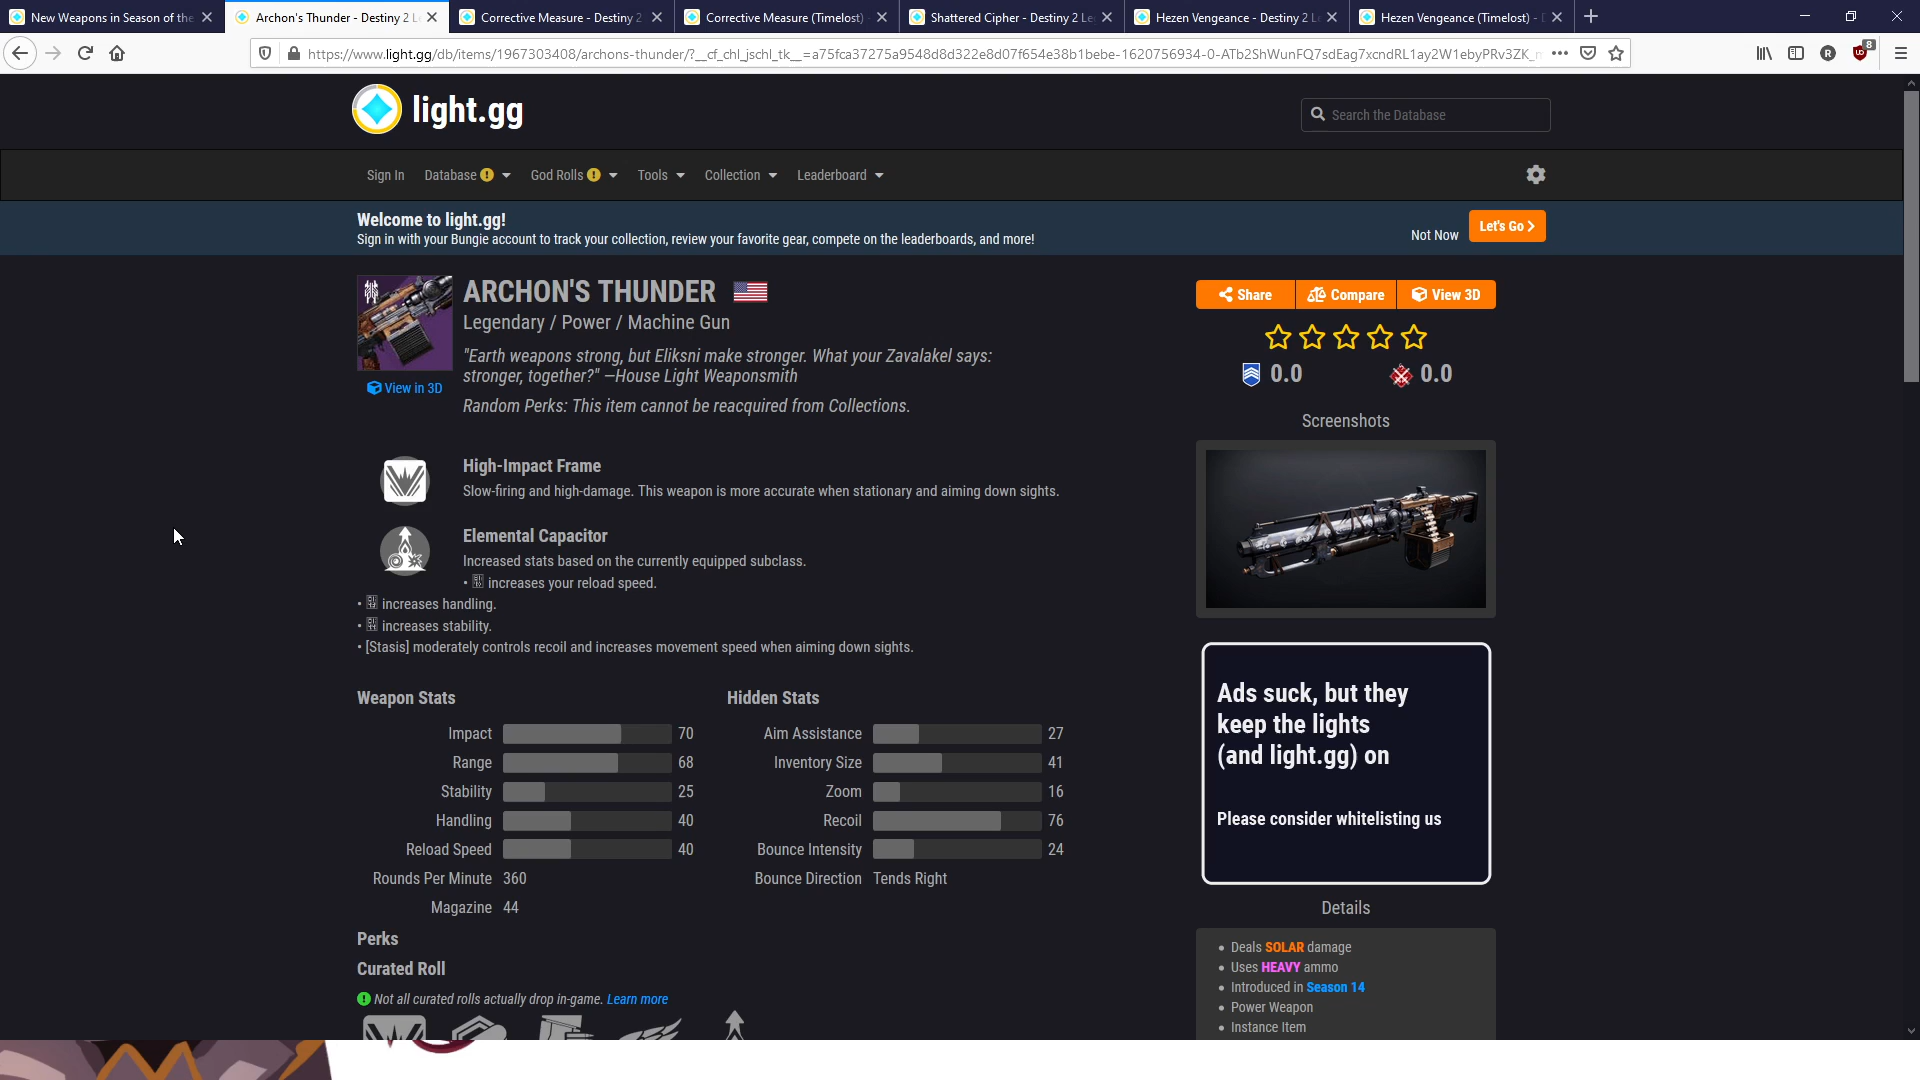 New Weapons in Season of the
Archon's Thunder - Destiny 2 L
Corrective Measure - Destiny 2
Corrective Measure (Timelost)
Shattered Cipher - Destiny 2 Le
Hezen Vengeance - Destiny 2 L
Hezen Vengeance (Timelost) -
https://www.light.gg/db/items/1967303408/archons-thunder/?__cf_chl_jschl_tk__=a75fca37275a9548d8d322e8d07f654e38b1bebe-1620756934-0-ATb2ShWunFQ7sdEag7xcndRL1ay2W1ebyPRv3ZK_
R
8
light.gg
Search the Database
Sign In
Database
God Rolls
Tools
Collection
Leaderboard
Welcome to light.gg!
Sign in with your Bungie account to track your collection, review your favorite gear, compete on the leaderboards, and more!
Not Now
Let's Go
ARCHON'S THUNDER
Legendary / Power / Machine Gun
"Earth weapons strong, but Eliksni make stronger. What your Zavalakel says:
stronger, together?" —House Light Weaponsmith
View in 3D
Random Perks: This item cannot be reacquired from Collections.
High-Impact Frame
Slow-firing and high-damage. This weapon is more accurate when stationary and aiming down sights.
Elemental Capacitor
Increased stats based on the currently equipped subclass.
• increases your reload speed.
• increases handling.
• increases stability.
• [Stasis] moderately controls recoil and increases movement speed when aiming down sights.
Weapon Stats
Impact 70
Range 68
Stability 25
Handling 40
Reload Speed 40
Rounds Per Minute 360
Magazine 44
Hidden Stats
Aim Assistance 27
Inventory Size 41
Zoom 16
Recoil 76
Bounce Intensity 24
Bounce Direction Tends Right
Perks
Curated Roll
Not all curated rolls actually drop in-game. Learn more
Share
Compare
View 3D
0.0
0.0
Screenshots
Ads suck, but they
keep the lights
(and light.gg) on
Please consider whitelisting us
Details
• Deals SOLAR damage
• Uses HEAVY ammo
• Introduced in Season 14
• Power Weapon
• Instance Item